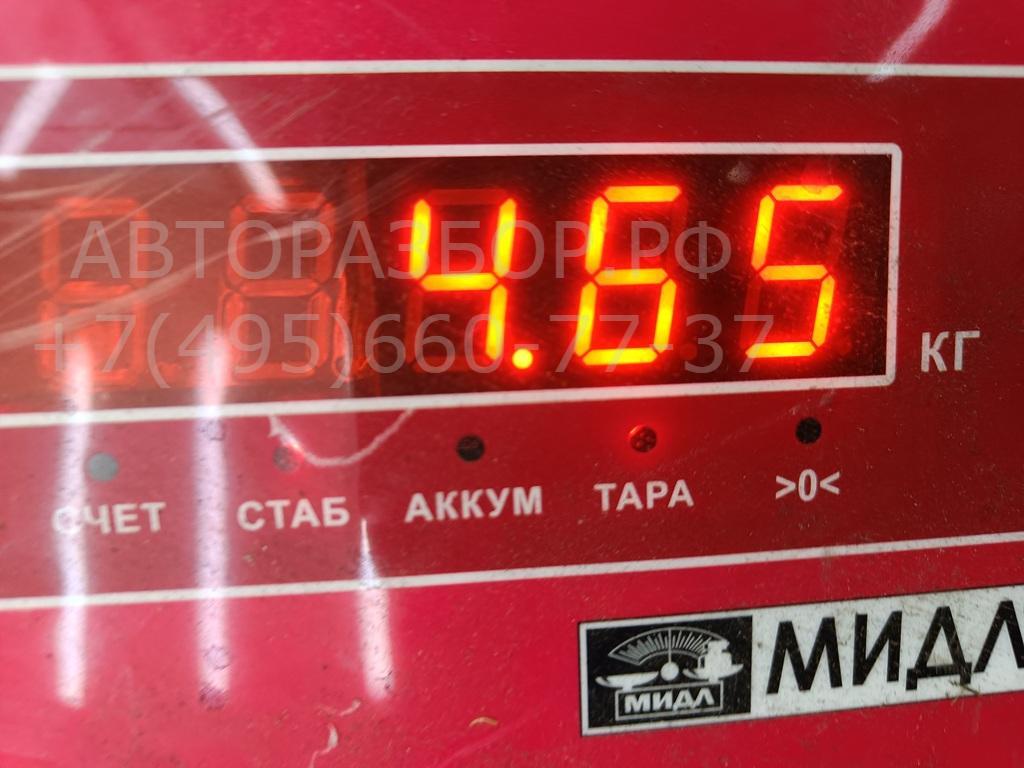 4.65
АВТОРАЗБОР.РФ
+7(495)660-77-37
КГ
СЧЕТ СТАБ АККУМ ТАРА >0<
МИДЛ МИДЛ